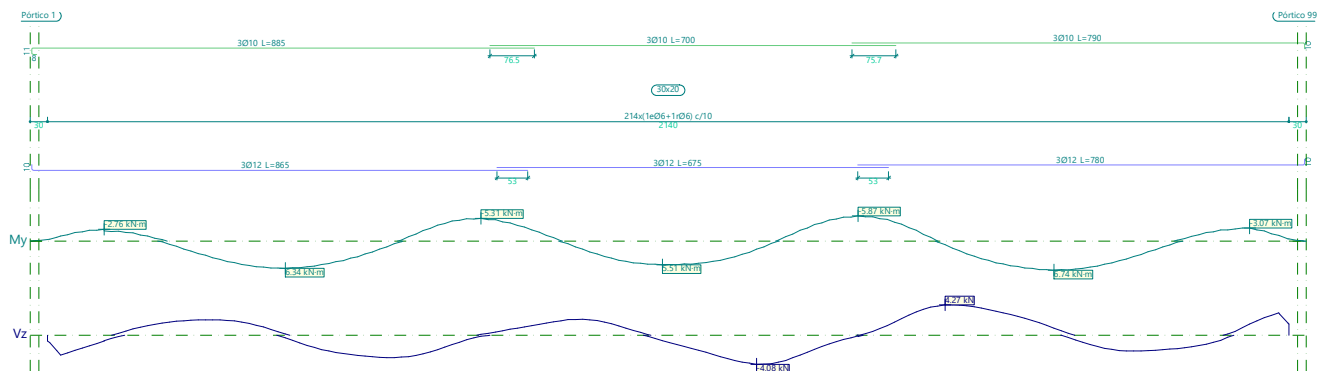 Pórtico 1
Pórtico 99
11
8
3Ø10 L=885
3Ø10 L=700
3Ø10 L=790
10
76.5
75.7
30x20
214x(1eØ6+1rØ6) c/10
30
2140
30
10
3Ø12 L=865
3Ø12 L=675
3Ø12 L=780
10
53
53
-2.76 kN·m
-5.31 kN·m
-5.87 kN·m
-3.07 kN·m
My
6.34 kN·m
5.51 kN·m
6.74 kN·m
4.27 kN
Vz
-4.08 kN